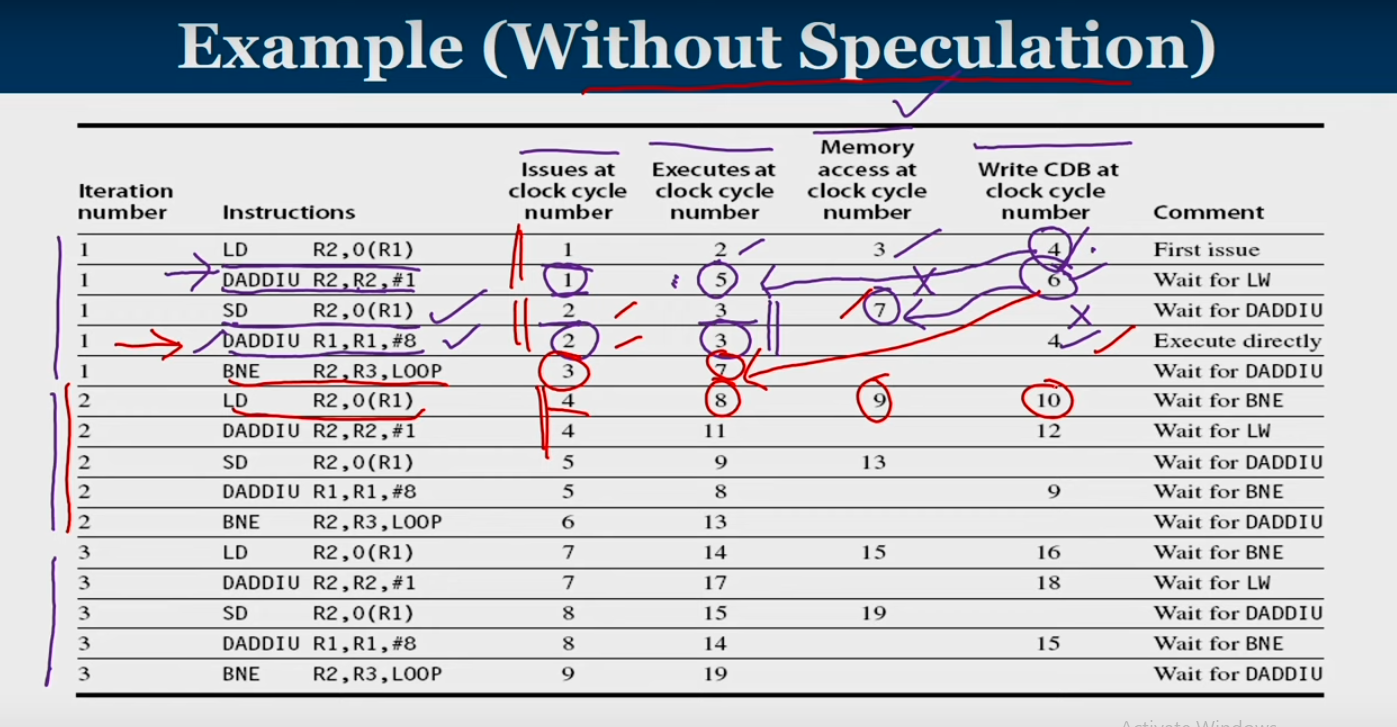 Example (Without Speculation)
Iteration number Instructions Issues at clock cycle number Executes at clock cycle number Memory access at clock cycle number Write CDB at clock cycle number Comment
1 LD R2,0(R1) 1 2 3 4 First issue
1 DADDIU R2,R2,#1 1 5 6 Wait for LW
1 SD R2,0(R1) 2 3 7 Wait for DADDIU
1 DADDIU R1,R1,#8 2 3 4 Execute directly
1 BNE R2,R3,LOOP 3 7 Wait for DADDIU
2 LD R2,0(R1) 4 8 9 10 Wait for BNE
2 DADDIU R2,R2,#1 4 11 12 Wait for LW
2 SD R2,0(R1) 5 9 13 Wait for DADDIU
2 DADDIU R1,R1,#8 5 8 9 Wait for BNE
2 BNE R2,R3,LOOP 6 13 Wait for DADDIU
3 LD R2,0(R1) 7 14 15 16 Wait for BNE
3 DADDIU R2,R2,#1 7 17 18 Wait for LW
3 SD R2,0(R1) 8 15 19 Wait for DADDIU
3 DADDIU R1,R1,#8 8 14 15 Wait for BNE
3 BNE R2,R3,LOOP 9 19 Wait for DADDIU
Activate Windows